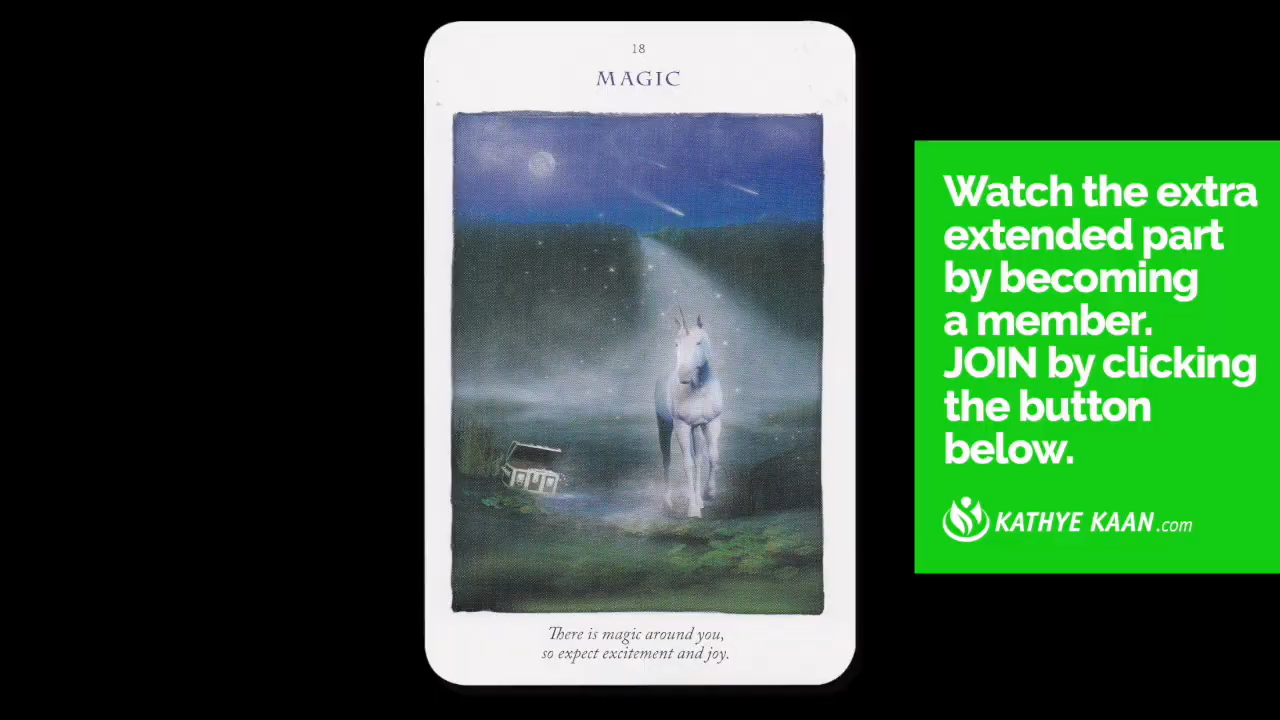 18
MAGIC
There is magic around you,
so expect excitement and joy.
Watch the extra
extended part
by becoming
a member.
JOIN by clicking
the button
below.
KATHYE KAAN.com